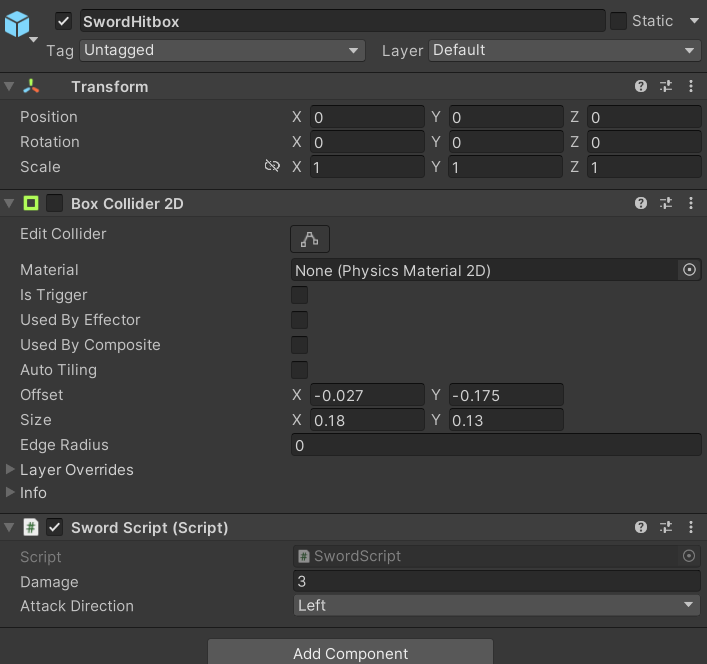 SwordHitbox Static
Tag Untagged Layer Default
Transform
Position X 0 Y 0 Z 0
Rotation X 0 Y 0 Z 0
Scale X 1 Y 1 Z 1
Box Collider 2D
Edit Collider
Material None (Physics Material 2D)
Is Trigger
Used By Effector
Used By Composite
Auto Tiling
Offset X -0.027 Y -0.175
Size X 0.18 Y 0.13
Edge Radius 0
Layer Overrides
Info
# Sword Script (Script)
Script # SwordScript
Damage 3
Attack Direction Left
Add Component